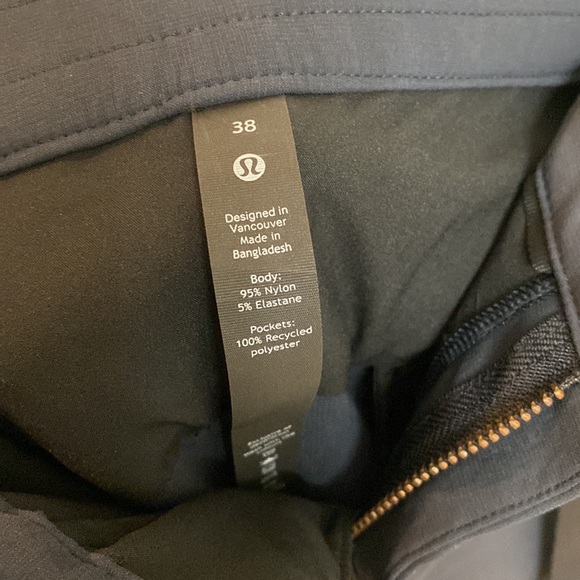 38
Designed in
Vancouver
Made in
Bangladesh
Body:
95% Nylon
5% Elastane
Pockets:
100% Recycled
polyester